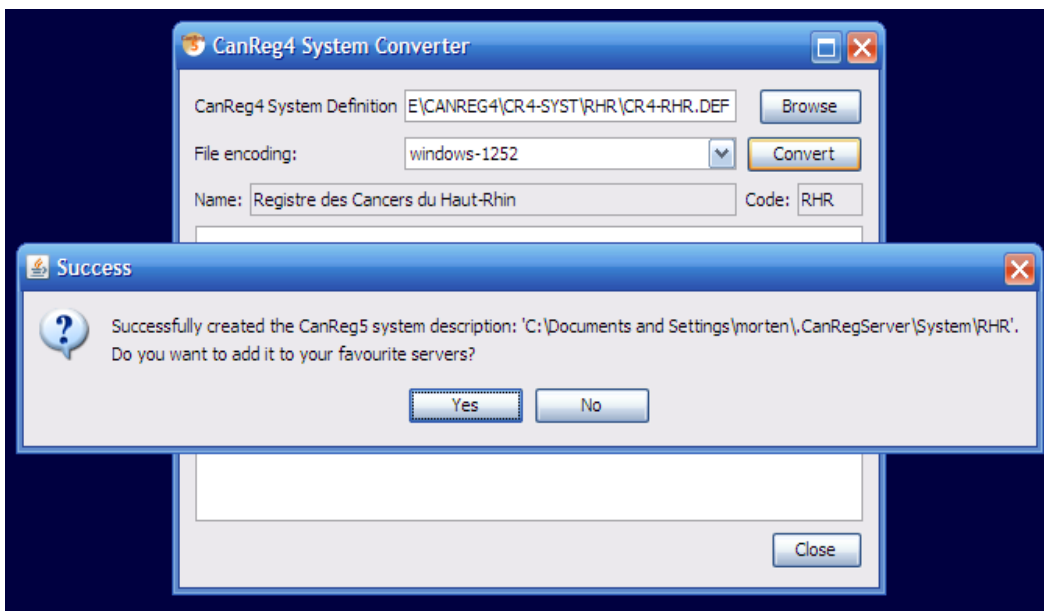 CanReg4 System Converter
CanReg4 System Definition E\CANREG4\CR4-SYST\RHR\CR4-RHR.DEF Browse
File encoding: windows-1252 Convert
Name: Registre des Cancers du Haut-Rhin Code: RHR
Success
Successfully created the CanReg5 system description: 'C:\Documents and Settings\morten\.CanRegServer\System\RHR'.
Do you want to add it to your favourite servers?
Yes No
Close